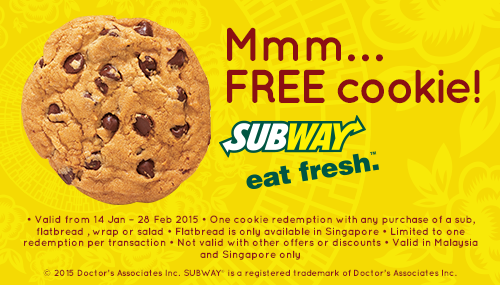 Mmm...
FREE cookie!
SUBWAY
eat fresh.™
• Valid from 14 Jan – 28 Feb 2015 • One cookie redemption with any purchase of a sub,
flatbread , wrap or salad • Flatbread is only available in Singapore • Limited to one
redemption per transaction • Not valid with other offers or discounts • Valid in Malaysia
and Singapore only
© 2015 Doctor's Associates Inc. SUBWAY® is a registered trademark of Doctor's Associates Inc.